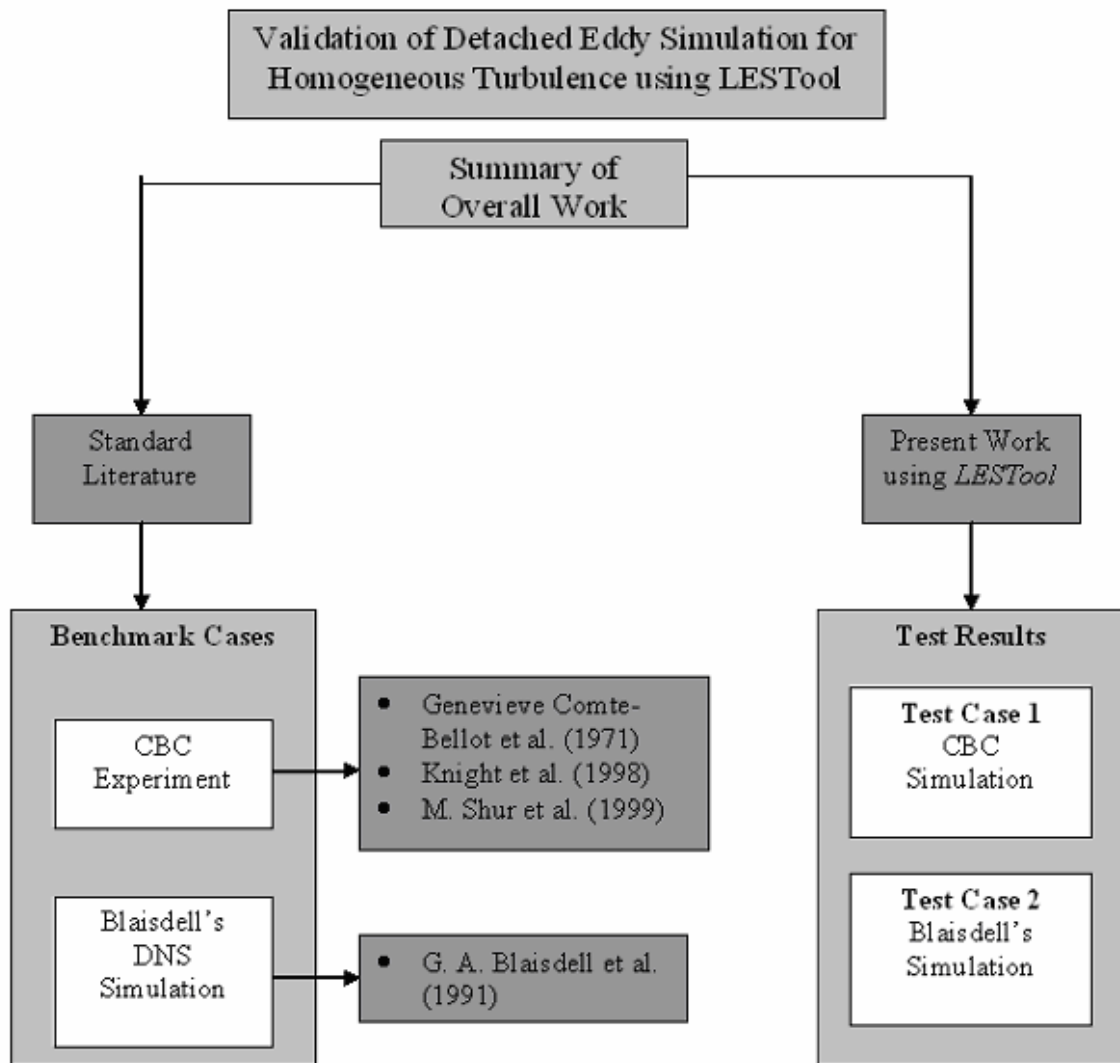 Validation of Detached Eddy Simulation for
Homogeneous Turbulence using LESTool
Summary of
Overall Work
Standard
Literature
Present Work
using LESTool
Benchmark Cases
CBC
Experiment
• Genevieve Comte-
Bellot et al. (1971)
• Knight et al. (1998)
• M. Shur et al. (1999)
Blaisdell’s
DNS
Simulation
• G. A. Blaisdell et al.
(1991)
Test Results
Test Case 1
CBC
Simulation
Test Case 2
Blaisdell’s
Simulation